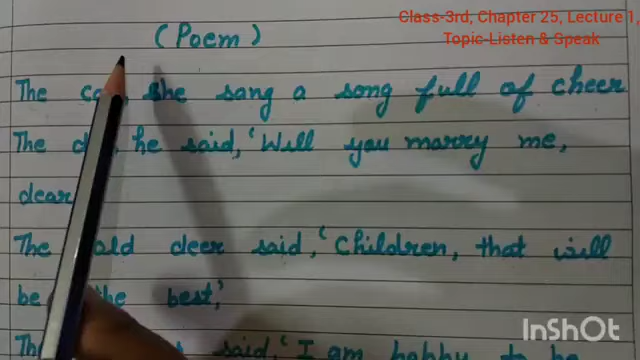 Class-3rd, Chapter 25, Lecture 1,
Topic-Listen & Speak
(Poem)
The she sang a song full of cheer
The he said, 'Will you marry me,
dear
The old deer said, 'Children, that will
be the best,'
said, 'I am happy to be
InShOt